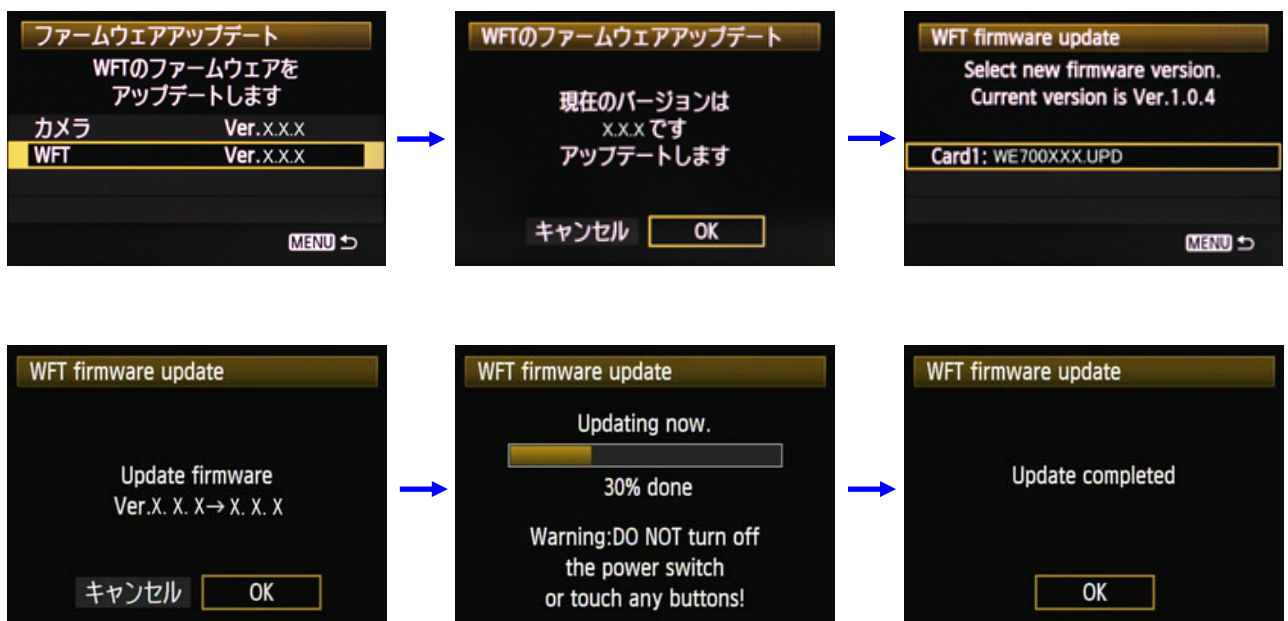 ファームウェアアップデート
WFTのファームウェアを
アップデートします
カメラ Ver.X.X.X
WFT Ver.X.X.X
MENU
WFTのファームウェアアップデート
現在のバージョンは
X.X.X です
アップデートします
キャンセル OK
WFT firmware update
Select new firmware version.
Current version is Ver.1.0.4
Card1: WE700XXX.UPD
MENU
WFT firmware update
Update firmware
Ver.X. X. X→X. X. X
キャンセル OK
WFT firmware update
Updating now.
30% done
Warning:DO NOT turn off
the power switch
or touch any buttons!
WFT firmware update
Update completed
OK